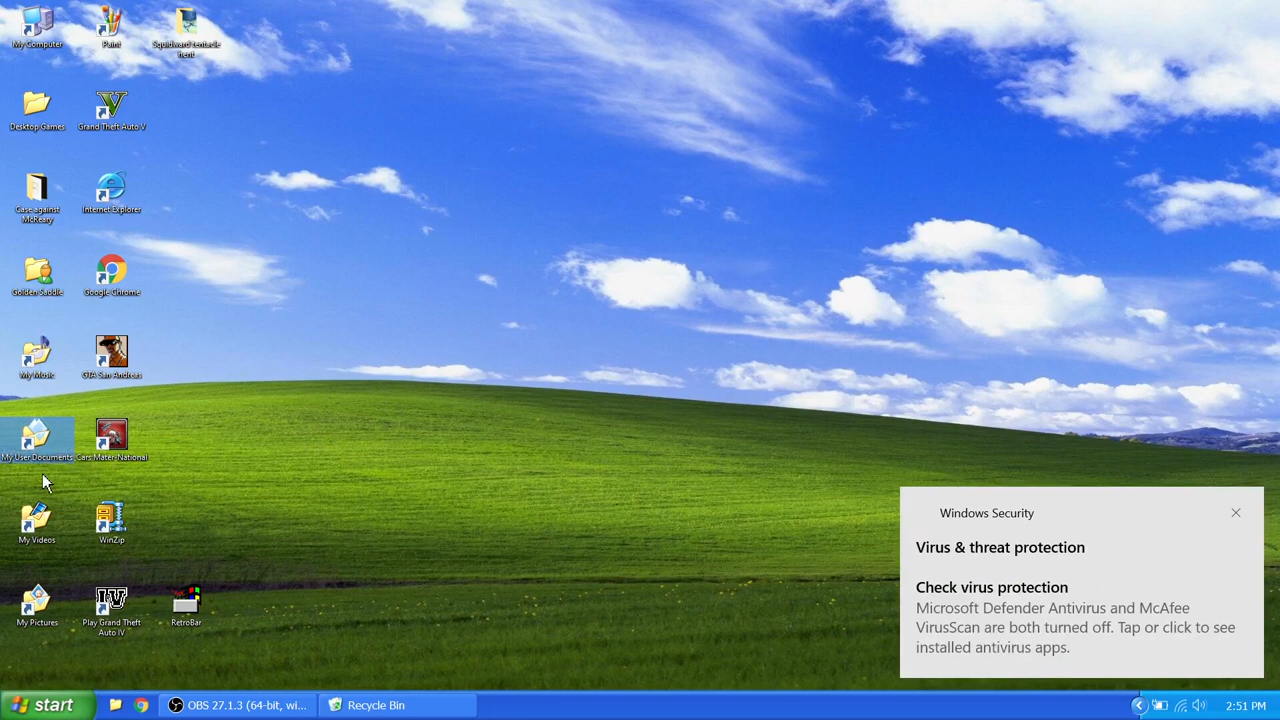 My Computer
Paint
Squidward tentacle
hent
Desktop Games
Grand Theft Auto V
Case against
McReary
Internet Explorer
Golden Saddle
Google Chrome
My Music
GTA San Andreas
My User Documents
Cars Mater-National
My Videos
WinZip
My Pictures
IV
Play Grand Theft
Auto IV
RetroBar
Windows Security
Virus & threat protection
Check virus protection
Microsoft Defender Antivirus and McAfee
VirusScan are both turned off. Tap or click to see
installed antivirus apps.
start
OBS 27.1.3 (64-bit, wi...
Recycle Bin
2:51 PM